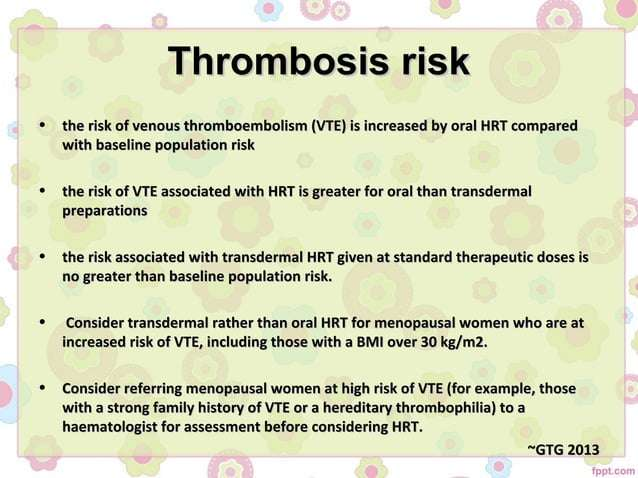 Thrombosis risk
• the risk of venous thromboembolism (VTE) is increased by oral HRT compared
with baseline population risk
• the risk of VTE associated with HRT is greater for oral than transdermal
preparations
• the risk associated with transdermal HRT given at standard therapeutic doses is
no greater than baseline population risk.
• Consider transdermal rather than oral HRT for menopausal women who are at
increased risk of VTE, including those with a BMI over 30 kg/m2.
• Consider referring menopausal women at high risk of VTE (for example, those
with a strong family history of VTE or a hereditary thrombophilia) to a
haematologist for assessment before considering HRT.
~GTG 2013
fppt.com